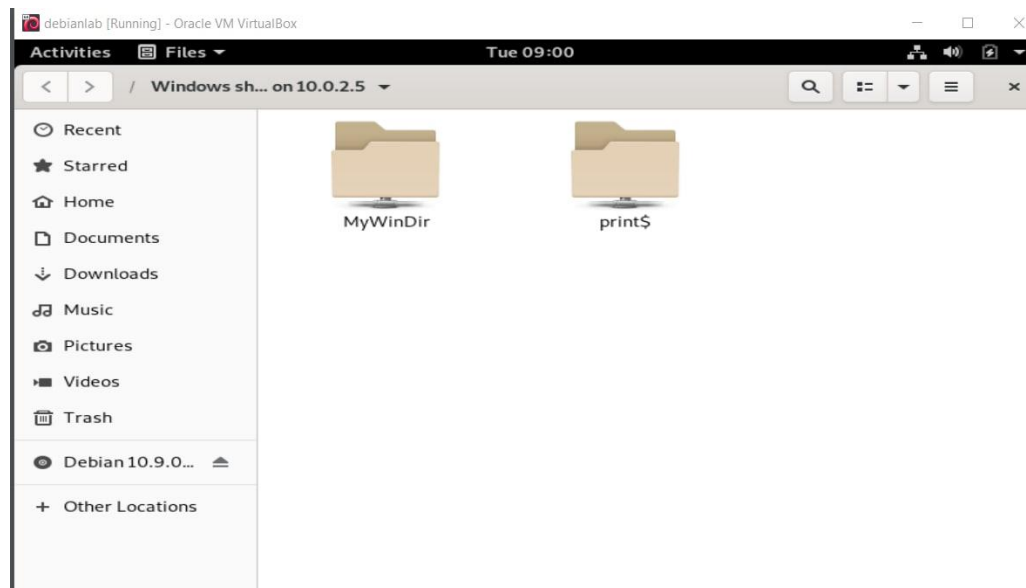 debianlab [Running] - Oracle VM VirtualBox
Activities Files Tue 09:00
/ Windows sh... on 10.0.2.5
Recent
Starred
Home
Documents
Downloads
Music
Pictures
Videos
Trash
Debian 10.9.0...
+ Other Locations
MyWinDir print$